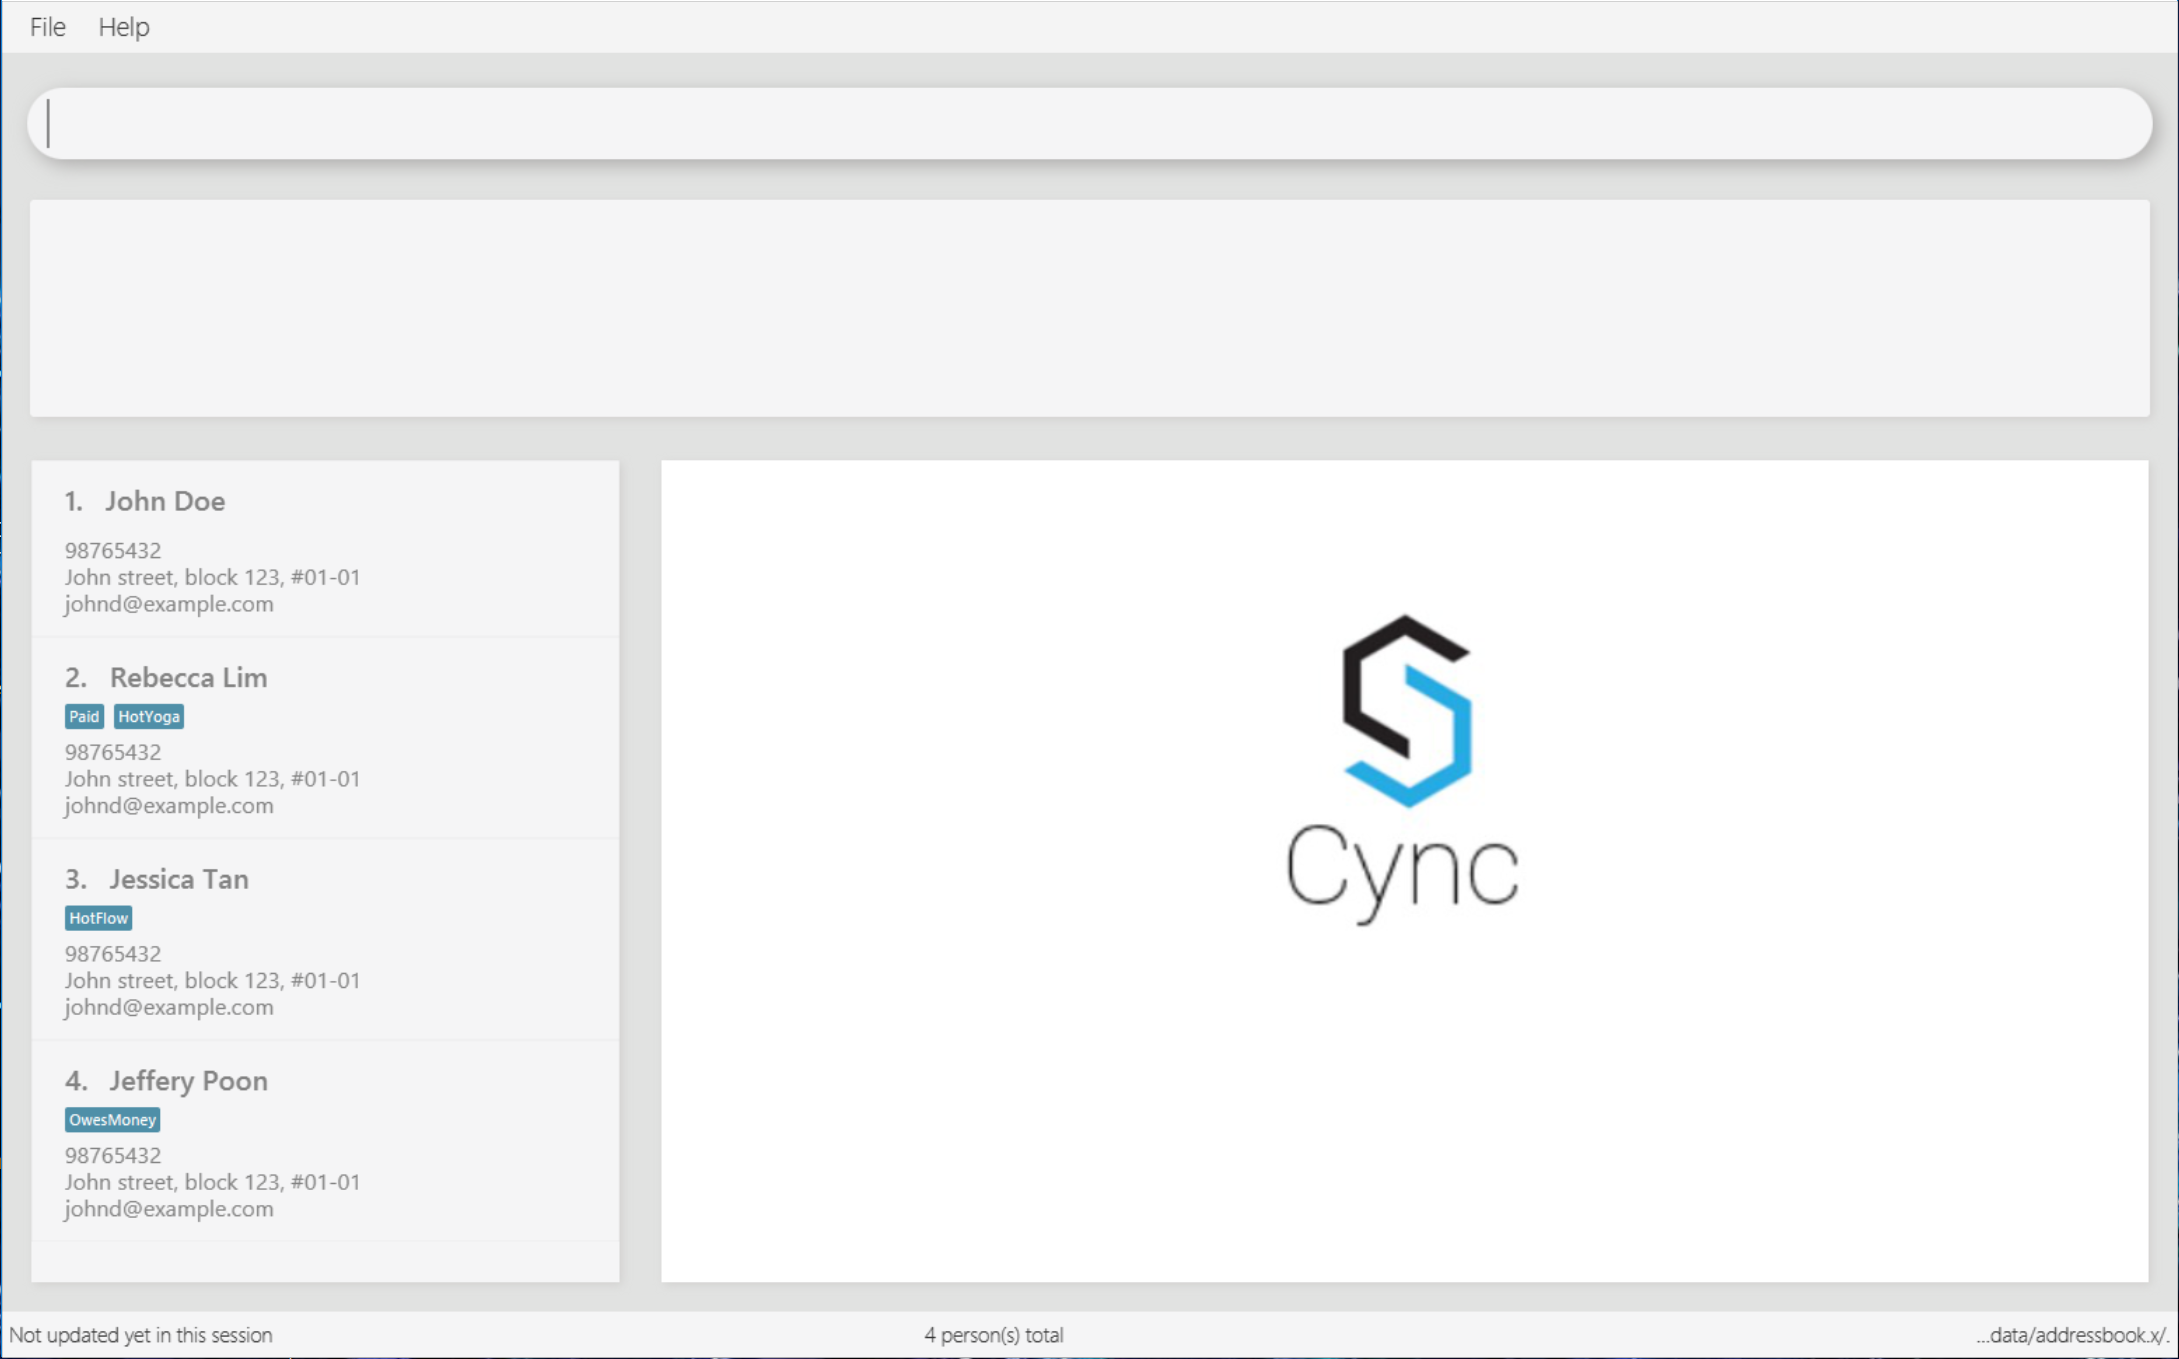 File Help
1. John Doe
98765432
John street, block 123, #01-01
johnd@example.com
2. Rebecca Lim
Paid HotYoga
98765432
John street, block 123, #01-01
johnd@example.com
3. Jessica Tan
HotFlow
98765432
John street, block 123, #01-01
johnd@example.com
4. Jeffery Poon
OwesMoney
98765432
John street, block 123, #01-01
johnd@example.com
Cync
Not updated yet in this session
4 person(s) total
...data/addressbook.x/.